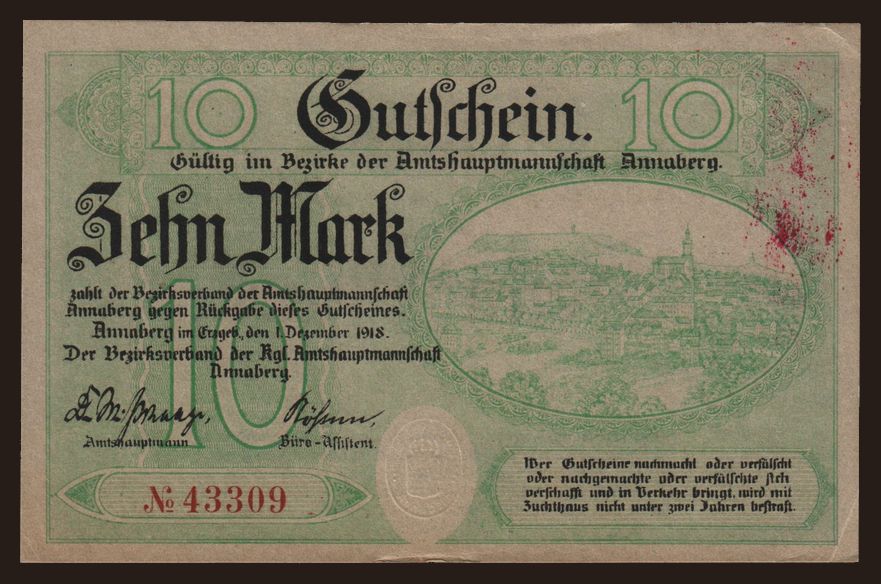 10 Gutschein. 10
Gültig im Bezirke der Amtshauptmannschaft Annaberg.
Zehn Mark
zahlt der Bezirksverband der Amtshauptmannschaft
Annaberg gegen Rückgabe dieses Gutscheines.
Annaberg im Erzgeb., den 1. Dezember 1918.
Der Bezirksverband der Kgl. Amtshauptmannschaft
Annaberg.
10
Amtshauptmann
Büro-Assistent.
№ 43309
Wer Gutscheine nachmacht oder verfälscht
oder nachgemachte oder verfälschte sich
verschafft und in Verkehr bringt, wird mit
Zuchthaus nicht unter zwei Jahren bestraft.